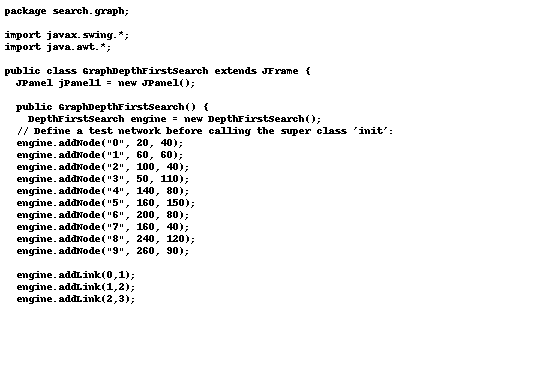 package search.graph;
import javax.swing.*;
import java.awt.*;
public class GraphDepthFirstSearch extends JFrame {
JPanel jPanel1 = new JPanel();
public GraphDepthFirstSearch() {
DepthFirstSearch engine = new DepthFirstSearch();
// Define a test network before calling the super class 'init':
engine.addNode("0", 20, 40);
engine.addNode("1", 60, 60);
engine.addNode("2", 100, 40);
engine.addNode("3", 50, 110);
engine.addNode("4", 140, 80);
engine.addNode("5", 160, 150);
engine.addNode("6", 200, 80);
engine.addNode("7", 160, 40);
engine.addNode("8", 240, 120);
engine.addNode("9", 260, 90);
engine.addLink(0,1);
engine.addLink(1,2);
engine.addLink(2,3);